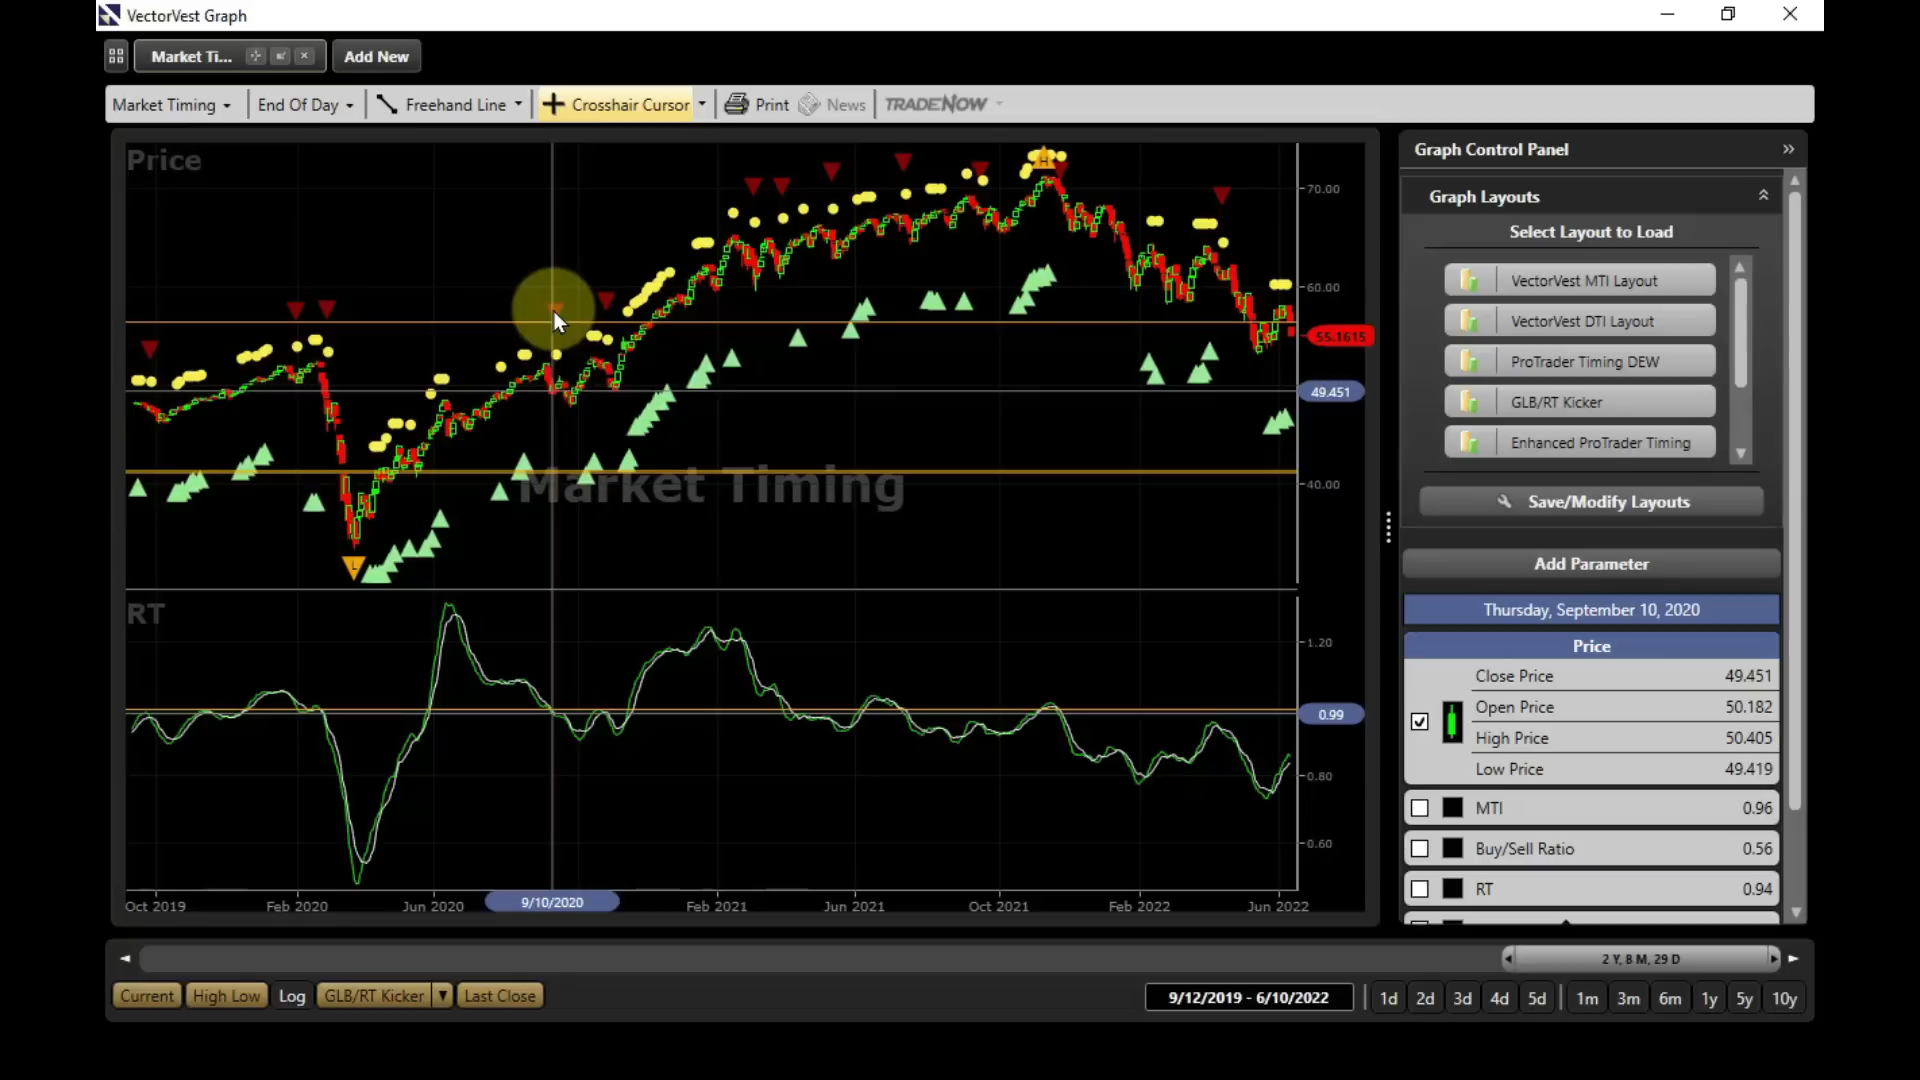 VectorVest Graph
Market Ti...
Add New
Market Timing
End Of Day
Freehand Line
Crosshair Cursor
Print
News
TRADENOW
Price
H
70.00
60.00
55.1615
49.451
40.00
Market Timing
L
RT
1.20
0.99
0.80
0.60
Oct 2019
Feb 2020
Jun 2020
9/10/2020
Feb 2021
Jun 2021
Oct 2021
Feb 2022
Jun 2022
Graph Control Panel
Graph Layouts
Select Layout to Load
VectorVest MTI Layout
VectorVest DTI Layout
ProTrader Timing DEW
GLB/RT Kicker
Enhanced ProTrader Timing
Save/Modify Layouts
Add Parameter
Thursday, September 10, 2020
Price
Close Price 49.451
Open Price 50.182
High Price 50.405
Low Price 49.419
MTI 0.96
Buy/Sell Ratio 0.56
RT 0.94
2 Y, 8 M, 29 D
Current
High Low
Log
GLB/RT Kicker
Last Close
9/12/2019 - 6/10/2022
1d 2d 3d 4d 5d 1m 3m 6m 1y 5y 10y